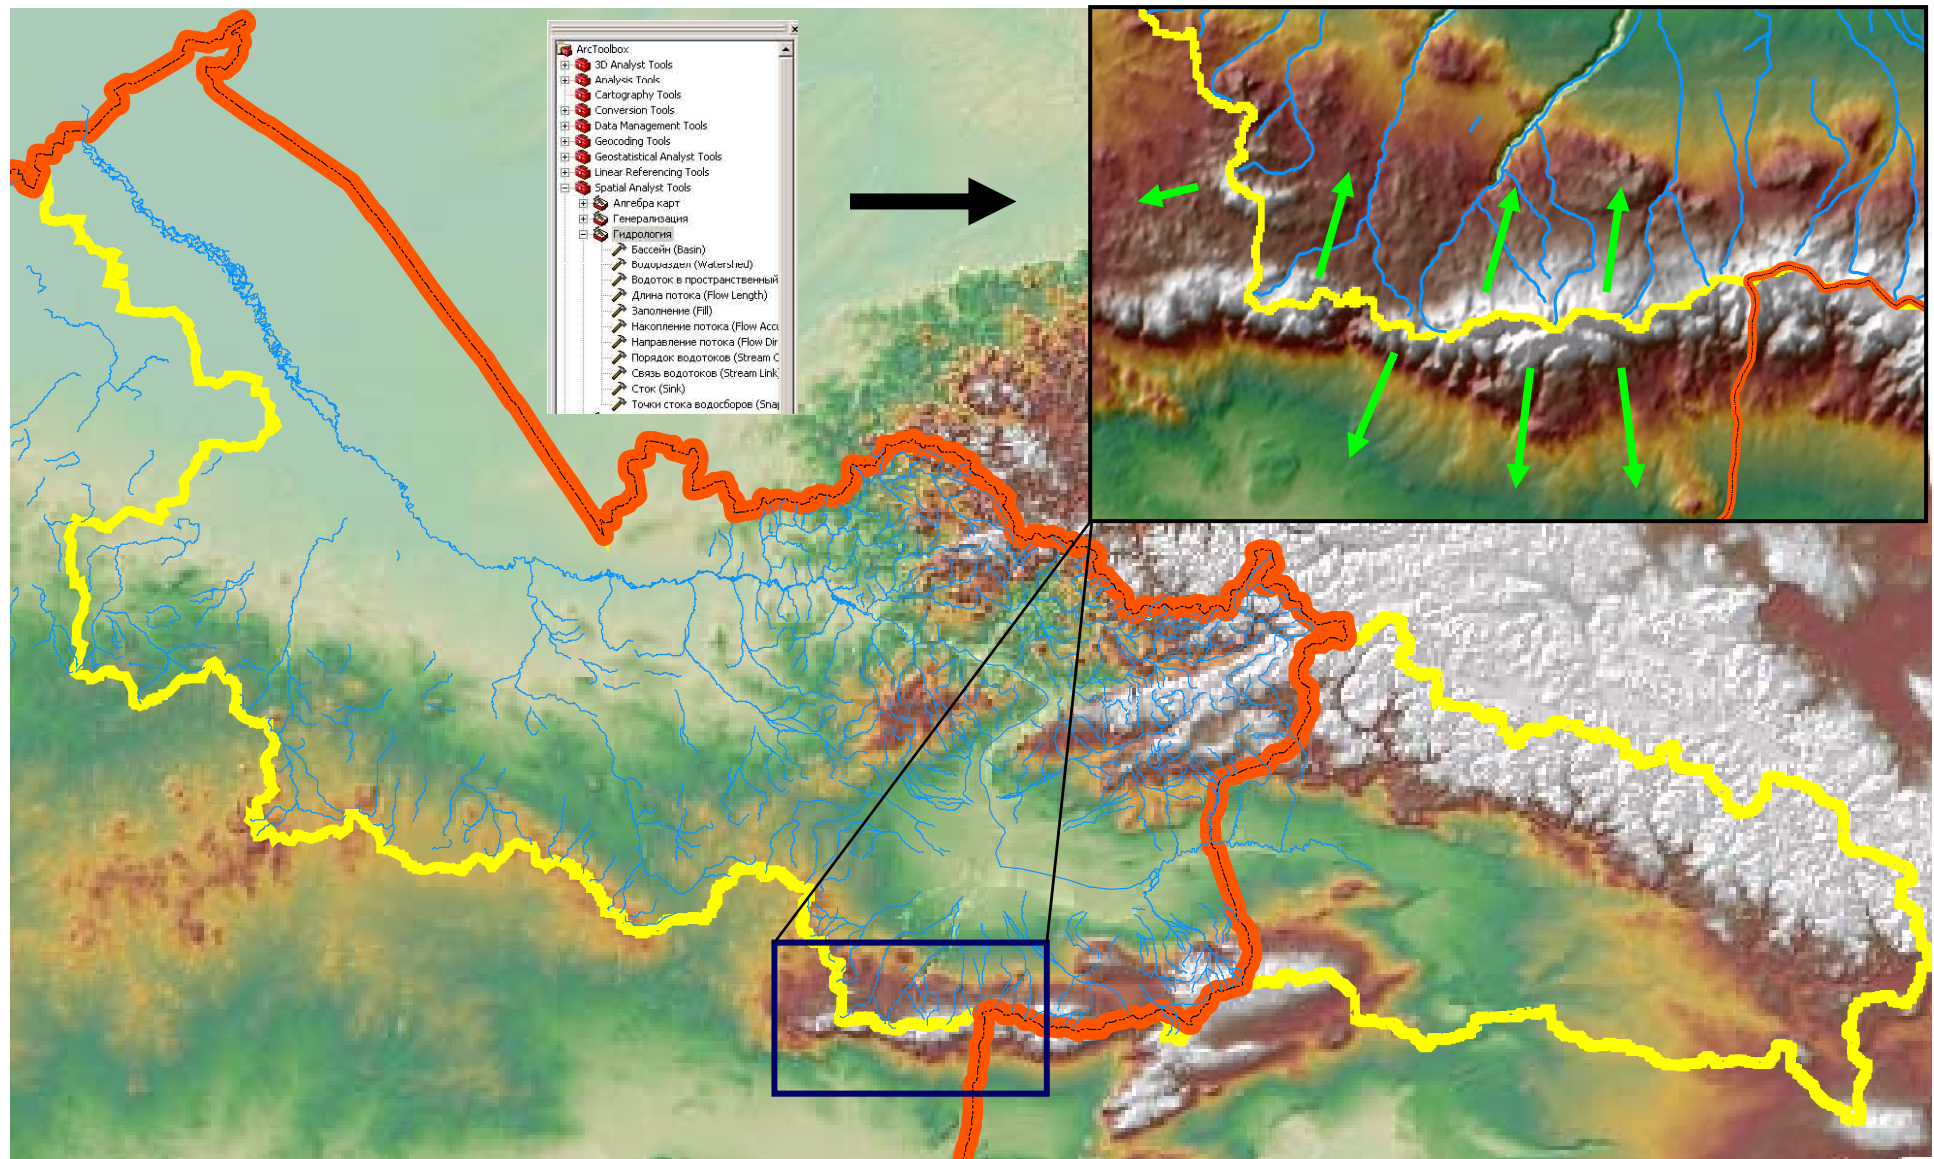 ArcToolbox
3D Analyst Tools
Analysis Tools
Cartography Tools
Conversion Tools
Data Management Tools
Geocoding Tools
Geostatistical Analyst Tools
Linear Referencing Tools
Spatial Analyst Tools
Алгебра карт
Генерализация
Гидрология
Бассейн (Basin)
Водораздел (Watershed)
Водоток в пространственный
Длина потока (Flow Length)
Заполнение (Fill)
Накопление потока (Flow Accu
Направление потока (Flow Dir
Порядок водотоков (Stream O
Связь водотоков (Stream Link
Сток (Sink)
Точки стока водосборов (Snap